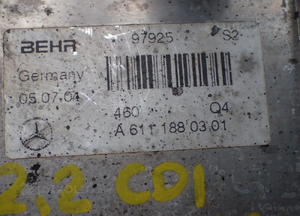 BEHR 97925 S2
Germany
05.07.04 460 Q4
A 611 188 03 01
2.2 CDI